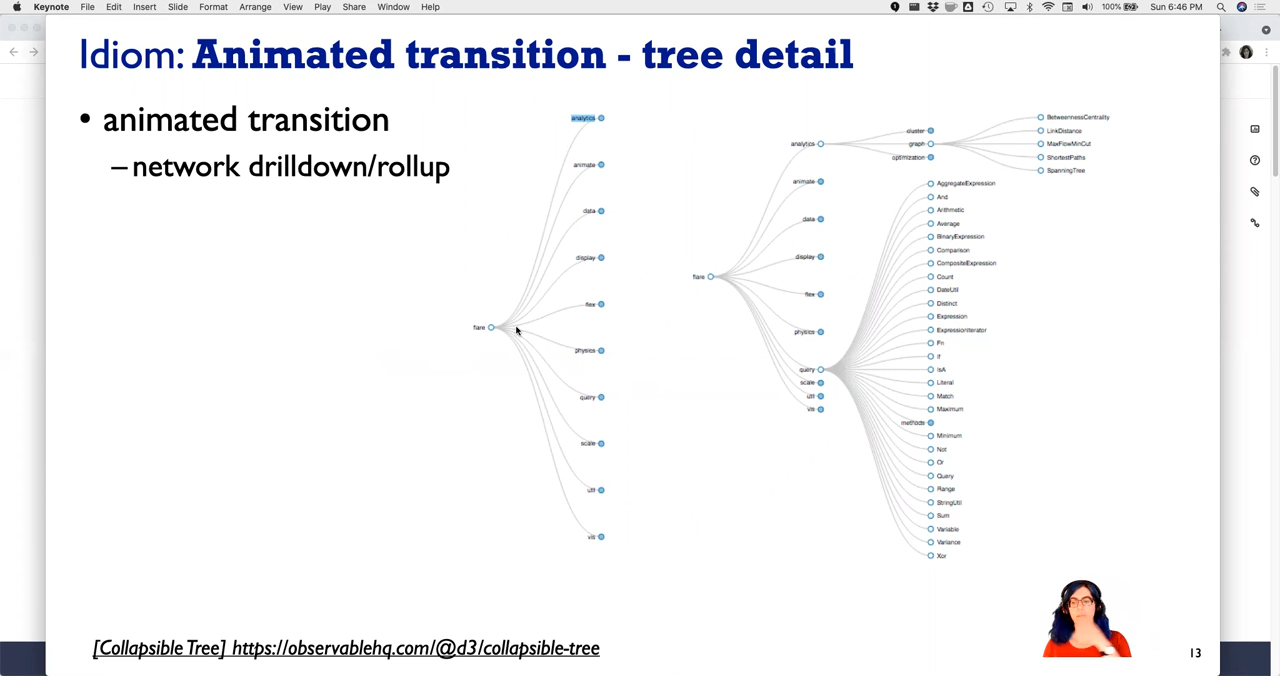 Keynote File Edit Insert Slide Format Arrange View Play Share Window Help 100% Sun 6:46 PM
Idiom: Animated transition - tree detail
• animated transition
– network drilldown/rollup
analytics
animate
data
display
flex
flare
physics
query
scale
util
vis
analytics
animate
data
display
flare
flex
physics
query
scale
util
vis
cluster
graph
optimization
BetweennessCentrality
LinkDistance
MaxFlowMinCut
ShortestPaths
SpanningTree
AggregateExpression
And
Arithmetic
Average
BinaryExpression
Comparison
CompositeExpression
Count
DateUtil
Distinct
Expression
ExpressionIterator
Fn
If
IsA
Literal
Match
Maximum
methods
Minimum
Not
Or
Query
Range
StringUtil
Sum
Variable
Variance
Xor
[Collapsible Tree] https://observablehq.com/@d3/collapsible-tree
13